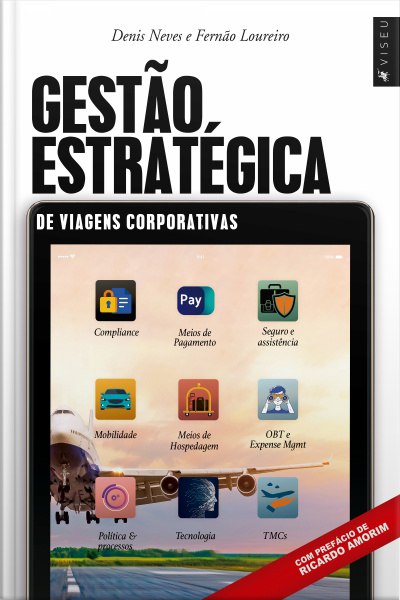 Denis Neves e Fernão Loureiro
VISEU
GESTÃO
ESTRATÉGICA
DE VIAGENS CORPORATIVAS
Compliance
Pay
Meios de
Pagamento
Seguro e
assistência
Mobilidade
Meios de
Hospedagem
OBT e
Expense Mgmt
Política &
processos
Tecnologia
TMCs
COM PREFÁCIO DE
RICARDO AMORIM